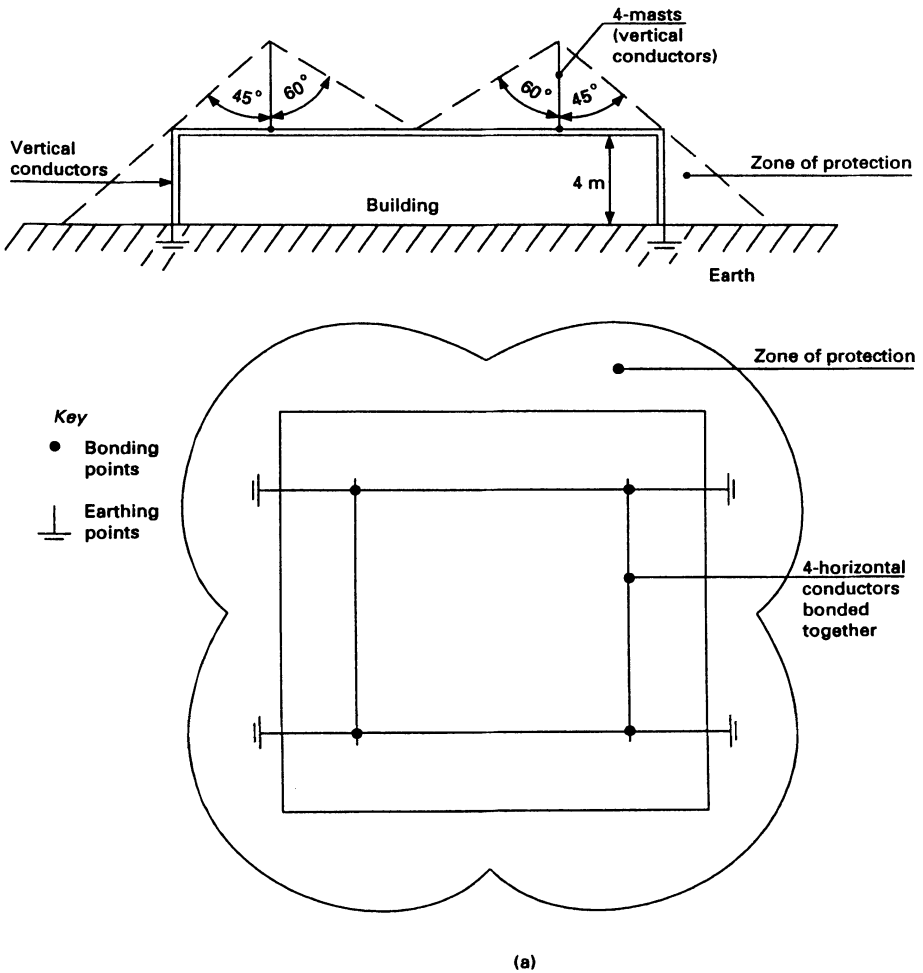 4-masts
(vertical
conductors)
45°
60°
60°
45°
Vertical
conductors
4 m
Zone of protection
Building
Earth
Zone of protection
Key
Bonding
points
Earthing
points
4-horizontal
conductors
bonded
together
(a)